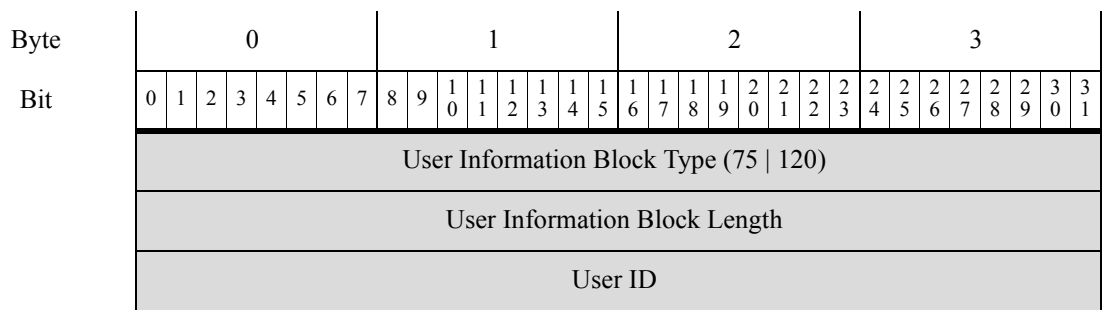 Byte 0 1 2 3
Bit 0 1 2 3 4 5 6 7 8 9 10 11 12 13 14 15 16 17 18 19 20 21 22 23 24 25 26 27 28 29 30 31
User Information Block Type (75 | 120)
User Information Block Length
User ID